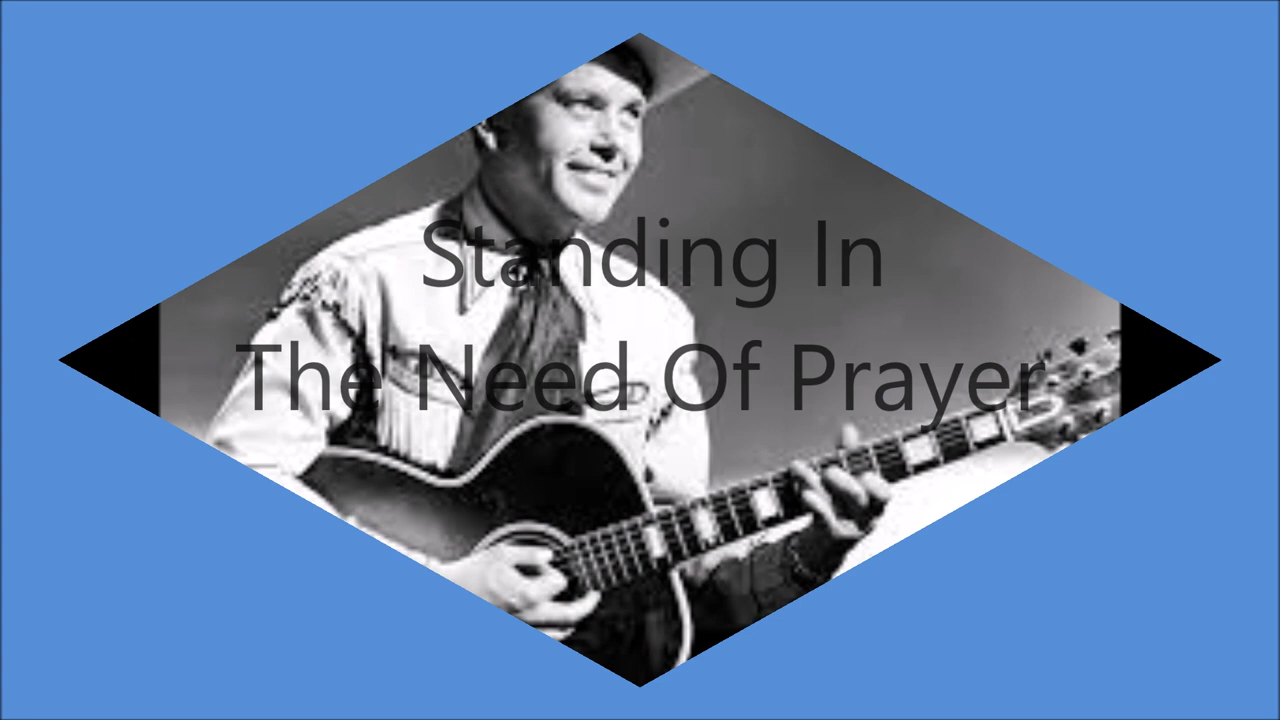 Standing In
The Need Of Prayer